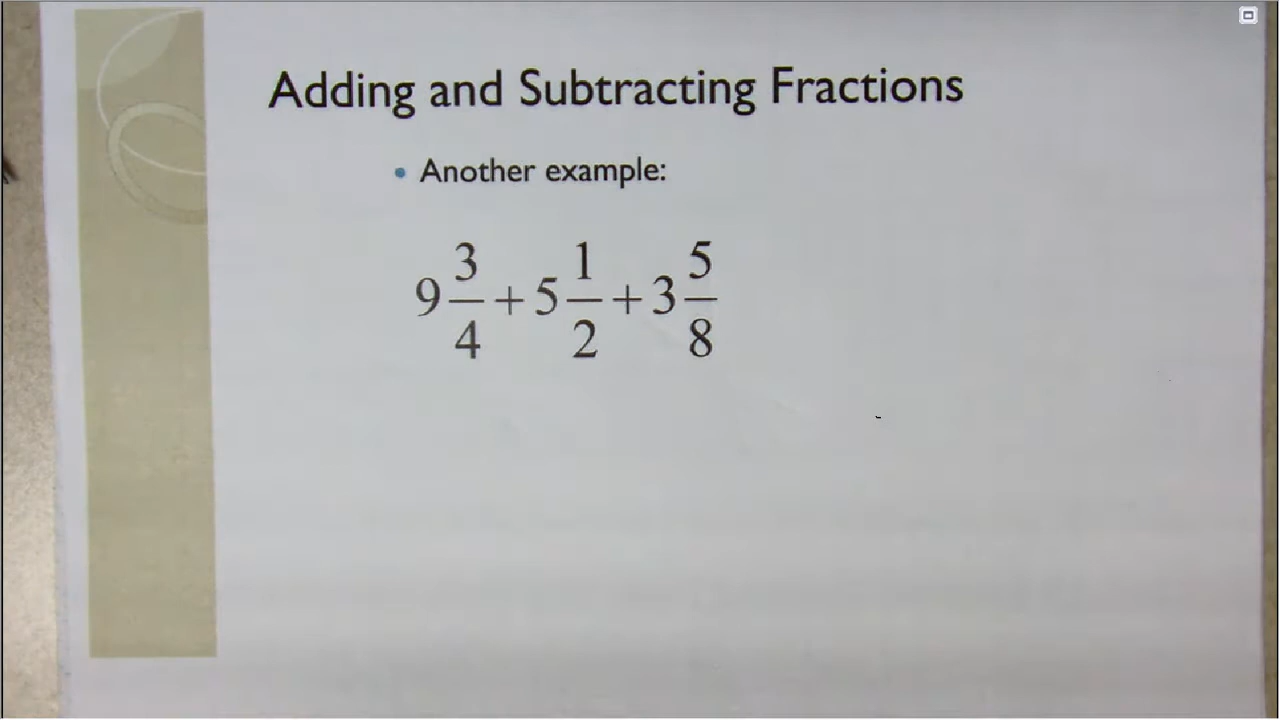 Adding and Subtracting Fractions
• Another example:
9 3/4 + 5 1/2 + 3 5/8